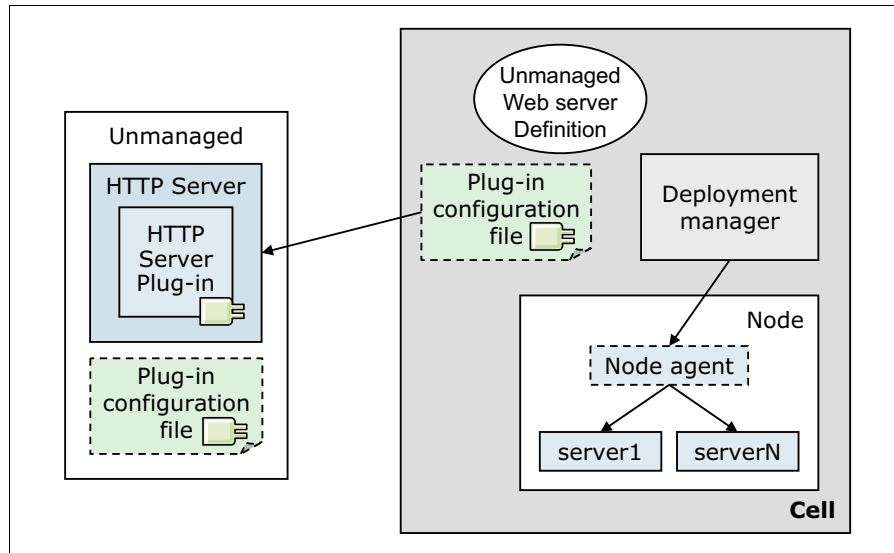 Unmanaged
HTTP Server
HTTP
Server
Plug-in
Plug-in
configuration
file
Unmanaged
Web server
Definition
Plug-in
configuration
file
Deployment
manager
Node
Node agent
server1
serverN
Cell